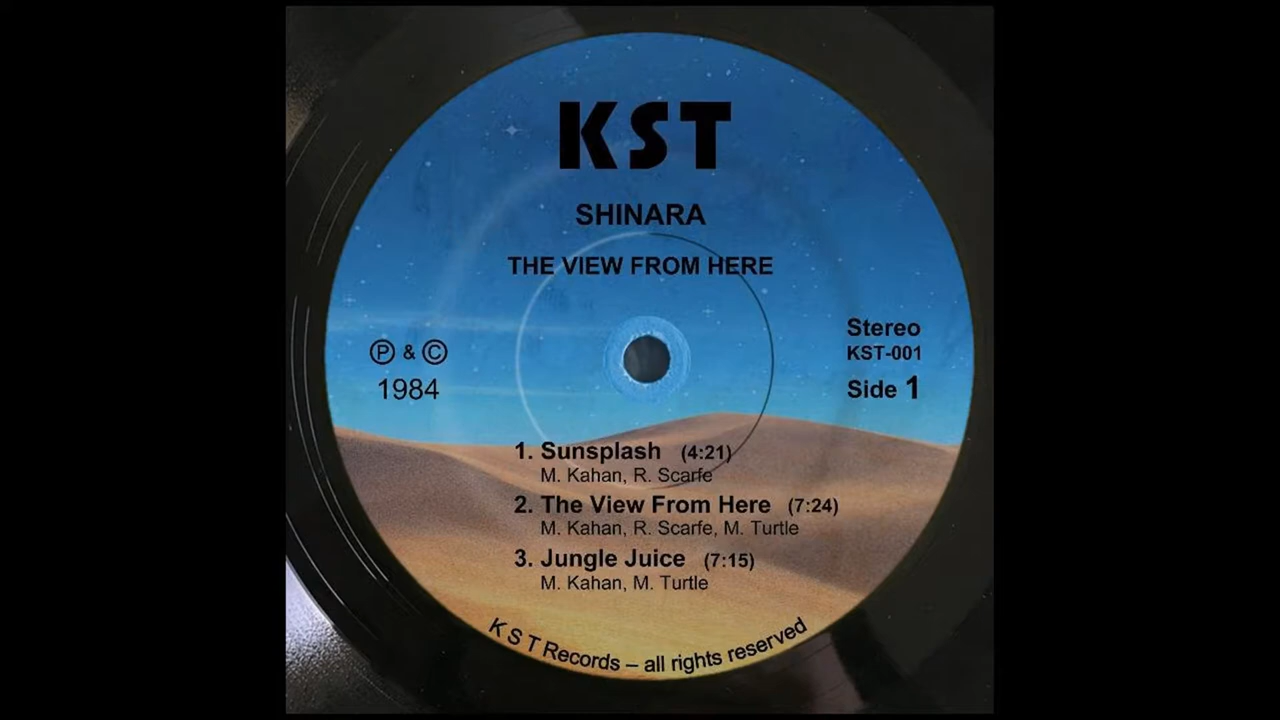 KST
SHINARA
THE VIEW FROM HERE
Ⓟ & Ⓒ
1984
Stereo
KST-001
Side 1
1. Sunsplash (4:21)
M. Kahan, R. Scarfe
2. The View From Here (7:24)
M. Kahan, R. Scarfe, M. Turtle
3. Jungle Juice (7:15)
M. Kahan, M. Turtle
K S T Records – all rights reserved